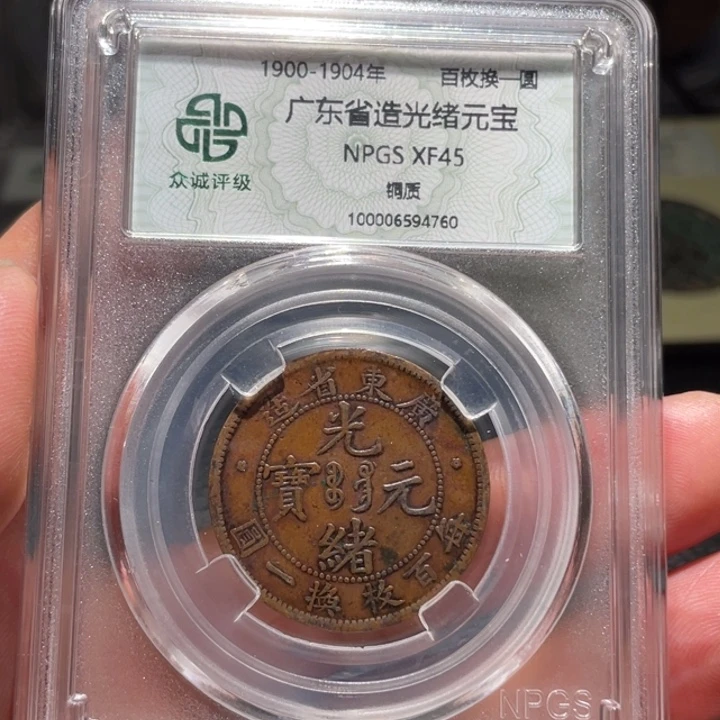 1900-1904年 百枚换一圆
广东省造光绪元宝
NPGS XF45
铜质
100006594760
众诚评级
廣東省造
光緒元寶
每百枚換一圓
NPGS